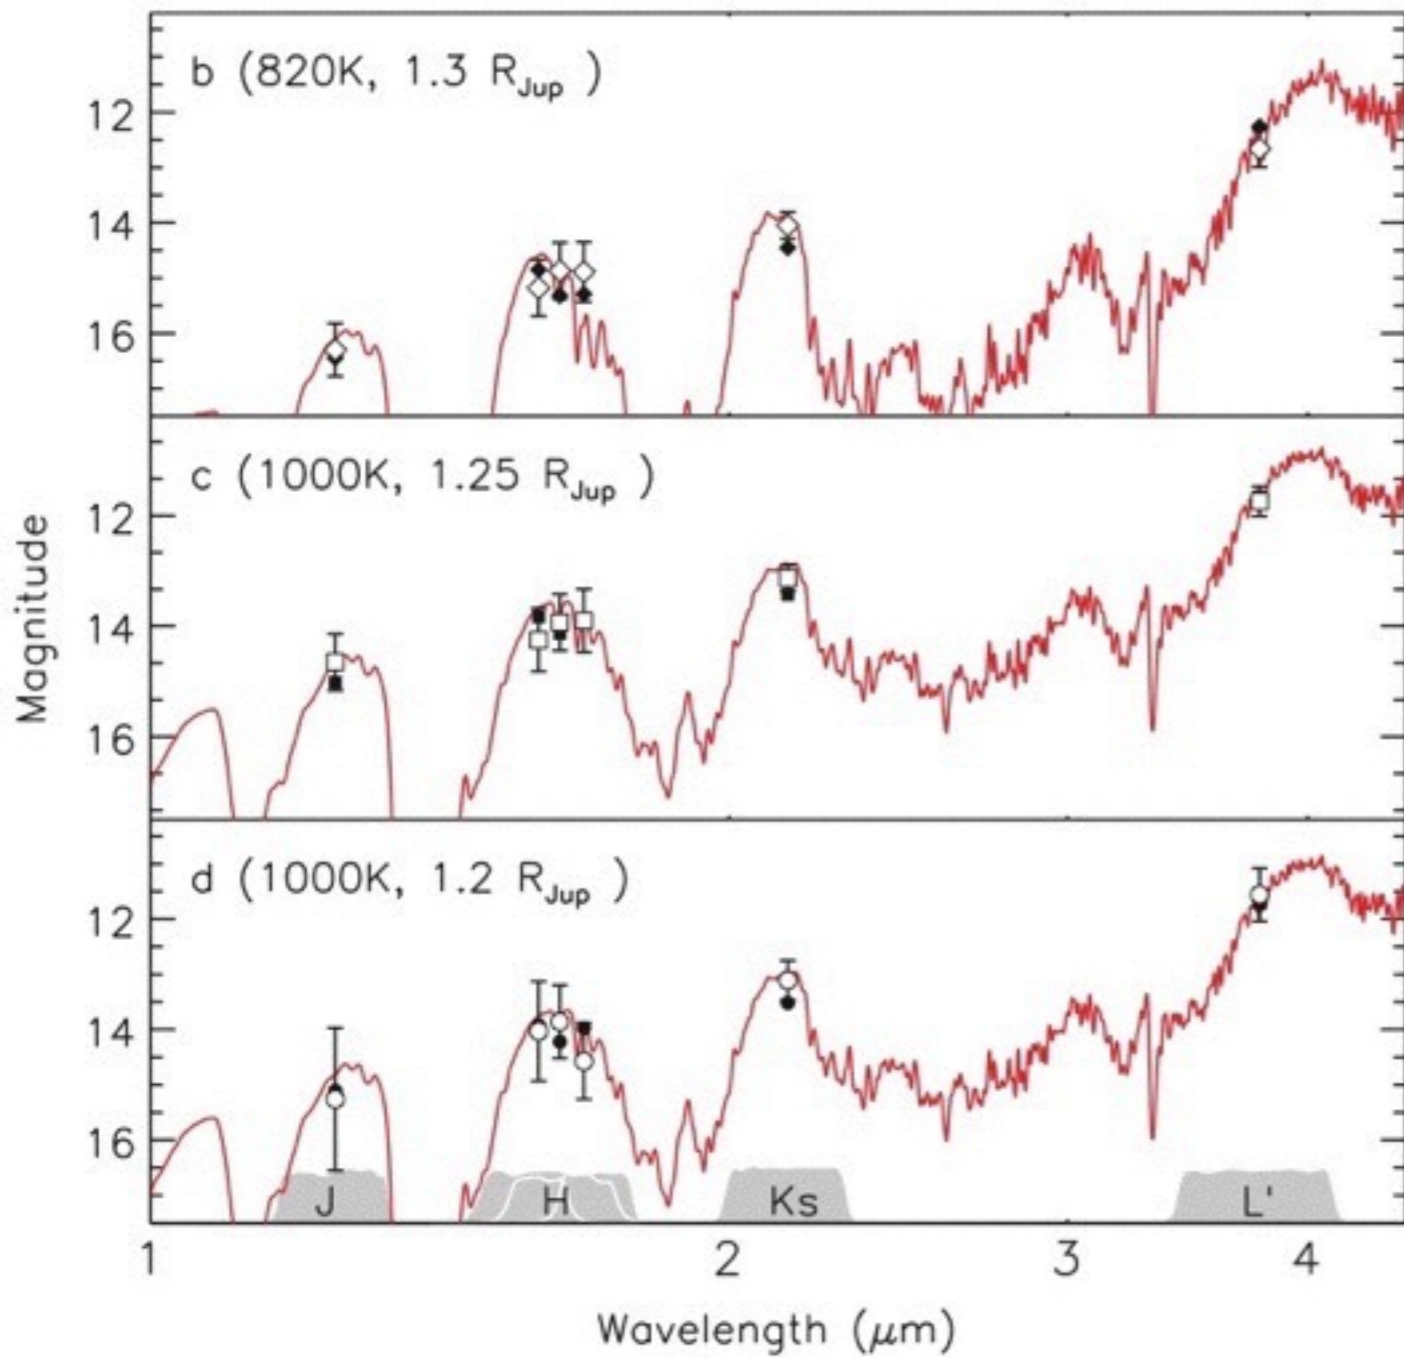 b (820K, 1.3 RJup )
12
14
16
c (1000K, 1.25 RJup )
12
14
16
Magnitude
d (1000K, 1.2 RJup )
12
14
16
J H Ks L'
1 2 3 4
Wavelength (μm)